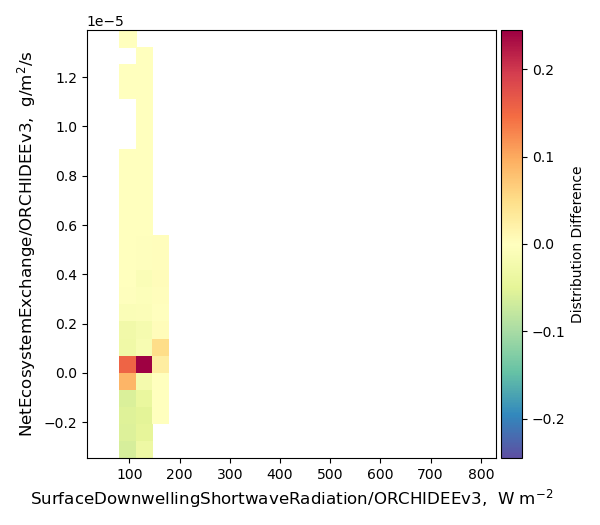 1e−5
1.2
1.0
0.8
0.6
0.4
0.2
0.0
−0.2
NetEcosystemExchange/ORCHIDEEv3, g/m²/s
100 200 300 400 500 600 700 800
SurfaceDownwellingShortwaveRadiation/ORCHIDEEv3, W m⁻²
0.2
0.1
0.0
−0.1
−0.2
Distribution Difference